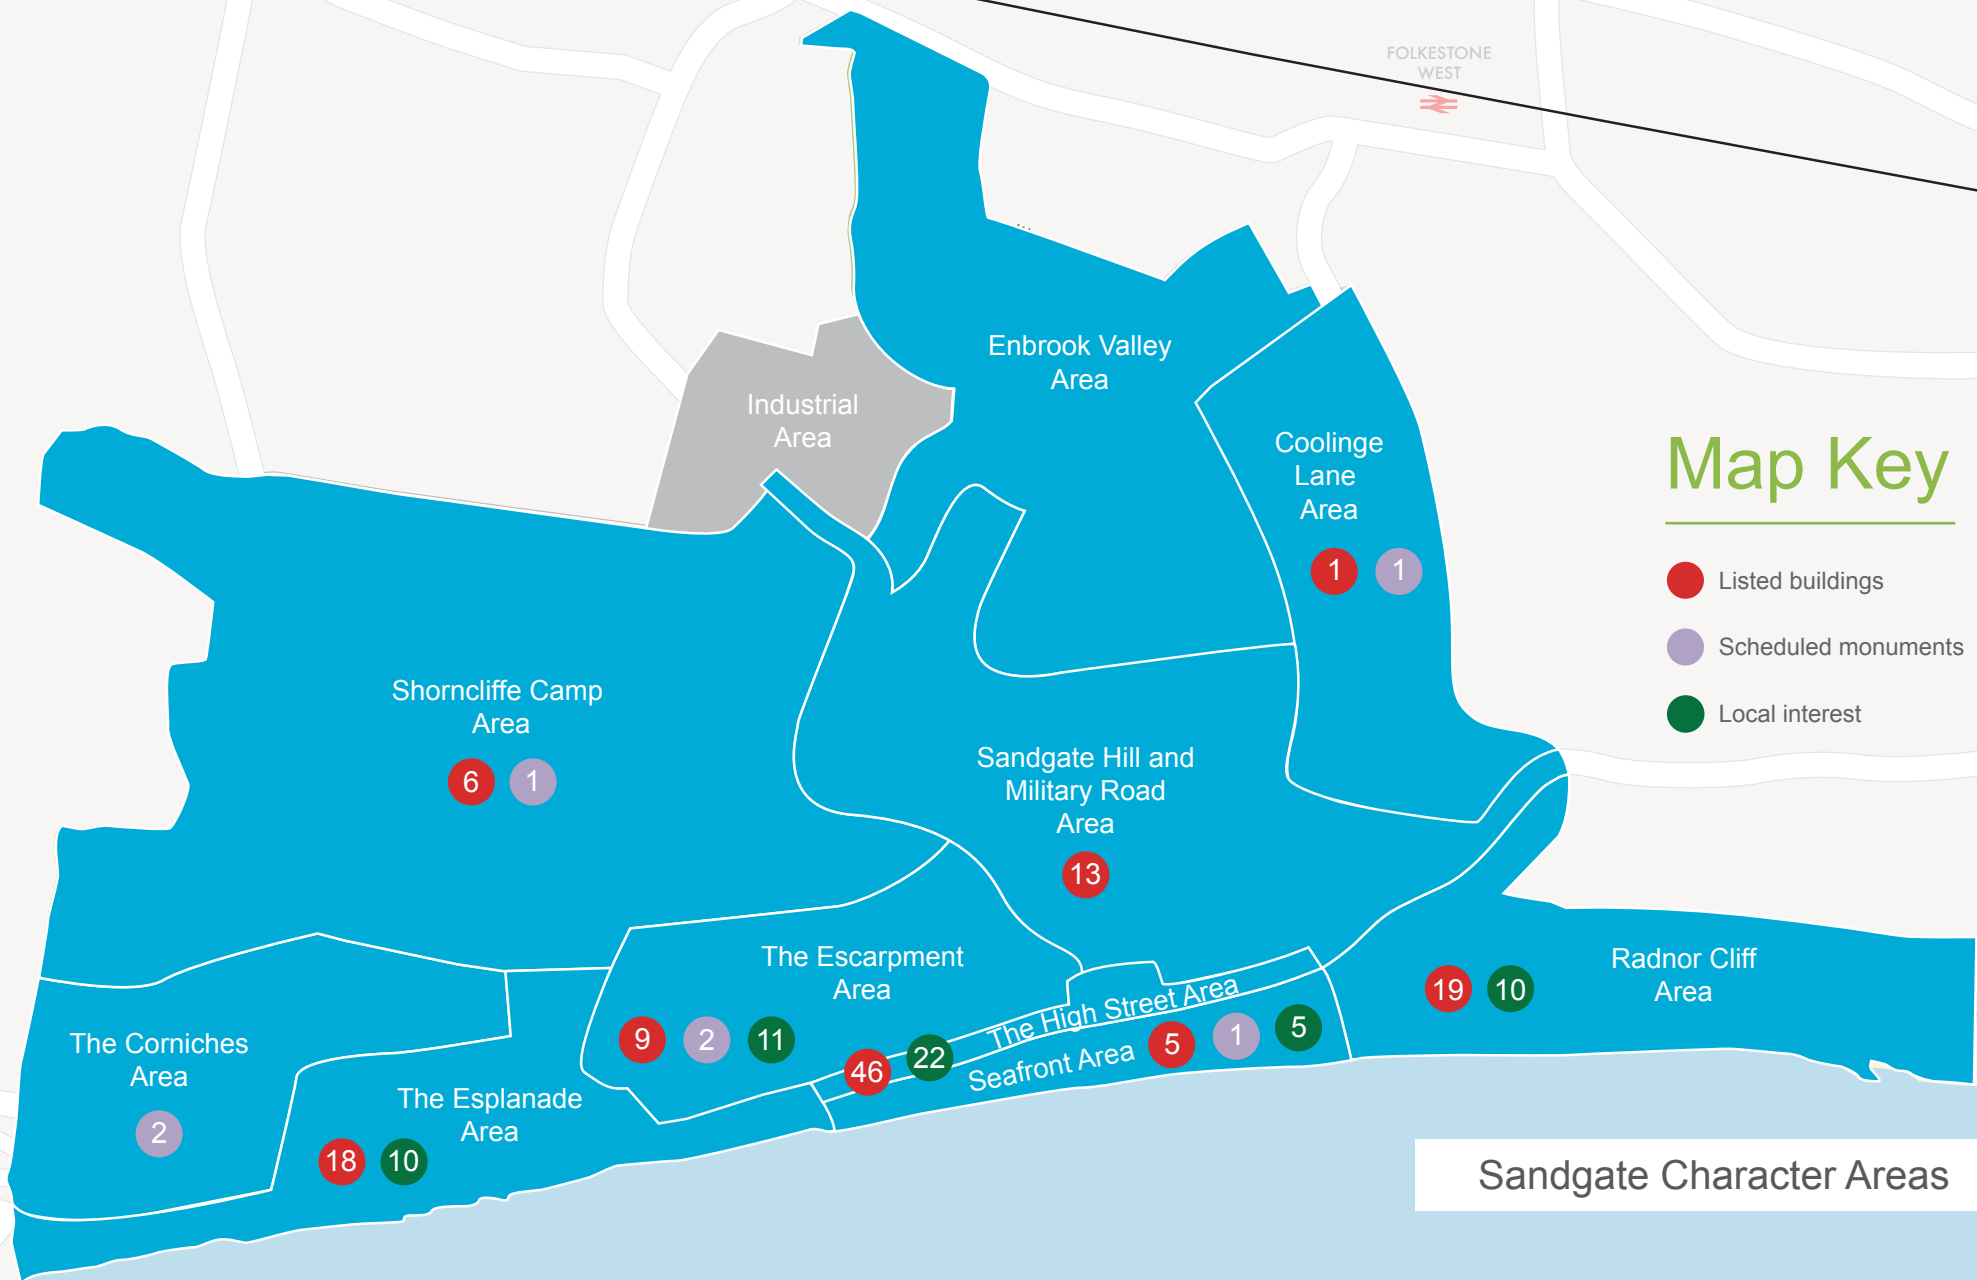 FOLKESTONE
WEST
Enbrook Valley
Area
Industrial
Area
Coolinge
Lane
Area
1
1
Map Key
Listed buildings
Scheduled monuments
Local interest
Shorncliffe Camp
Area
6
1
Sandgate Hill and
Military Road
Area
13
The Escarpment
Area
9
2
11
Radnor Cliff
Area
19
10
The High Street Area
46
22
Seafront Area
5
1
5
The Corniches
Area
2
The Esplanade
Area
18
10
Sandgate Character Areas